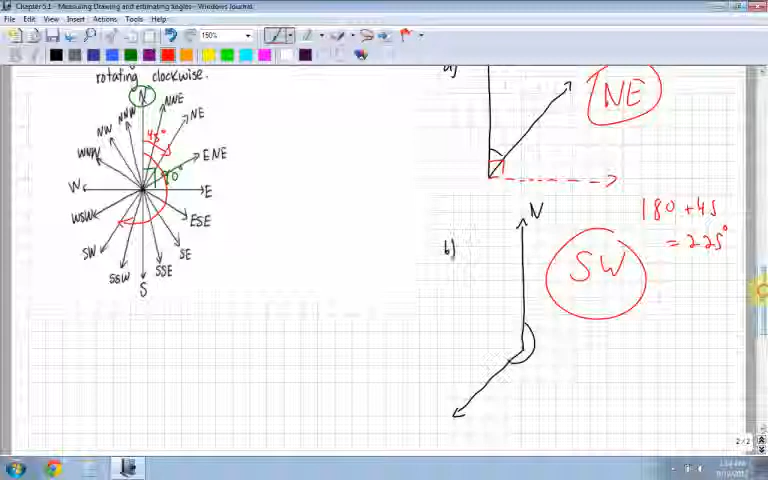 Chapter 5.1 - Measuring Drawing and estimating angles - Windows Journal
File Edit View Insert Actions Tools Help
150%
rotating clockwise.
N
NNE
NE
ENE
E
ESE
SE
SSE
S
SSW
SW
WSW
W
WNW
NW
NNW
45°
90°
a)
NE
b)
N
SW
180 + 45
= 225°
2 / 2